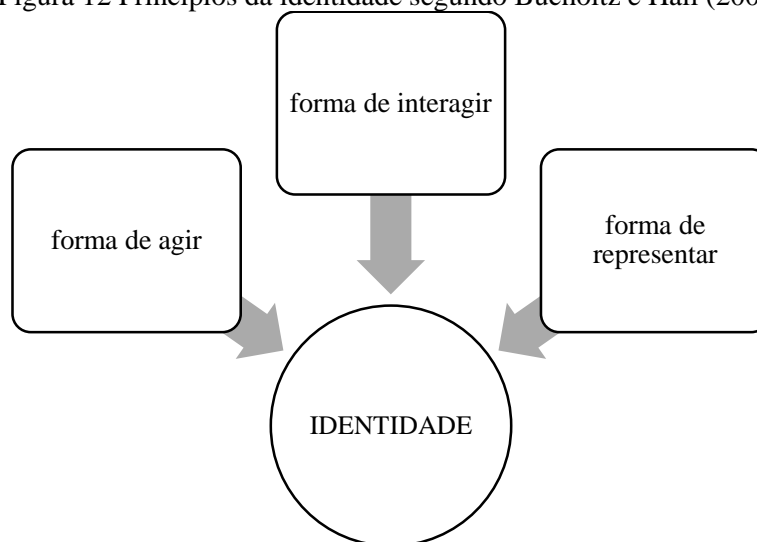 Figura 12 Princípios da identidade segundo Bucholtz e Hall (200
forma de interagir
forma de agir
forma de
representar
IDENTIDADE